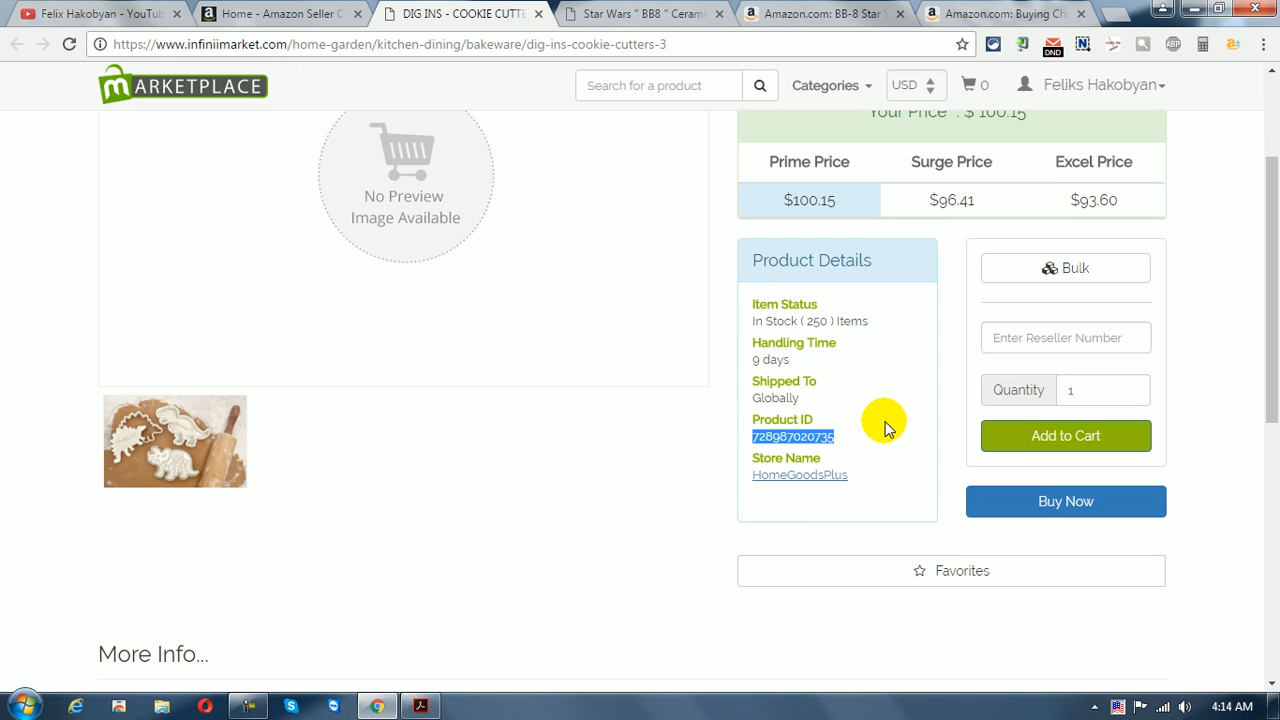 Felix Hakobyan - YouTub
Home - Amazon Seller C
DIG INS - COOKIE CUTTE
Star Wars " BB8 " Ceram
Amazon.com: BB-8 Star
Amazon.com: Buying Ch
https://www.infiniimarket.com/home-garden/kitchen-dining/bakeware/dig-ins-cookie-cutters-3
DND
ABP
mARKETPLACE
Search for a product
Categories
USD
0
Feliks Hakobyan
No Preview
Image Available
Your Price : $ 100.15
Prime Price Surge Price Excel Price
$100.15 $96.41 $93.60
Product Details
Item Status
In Stock ( 250 ) Items
Handling Time
9 days
Shipped To
Globally
Product ID
728987020735
Store Name
HomeGoodsPlus
Bulk
Enter Reseller Number
Quantity 1
Add to Cart
Buy Now
Favorites
More Info...
4:14 AM